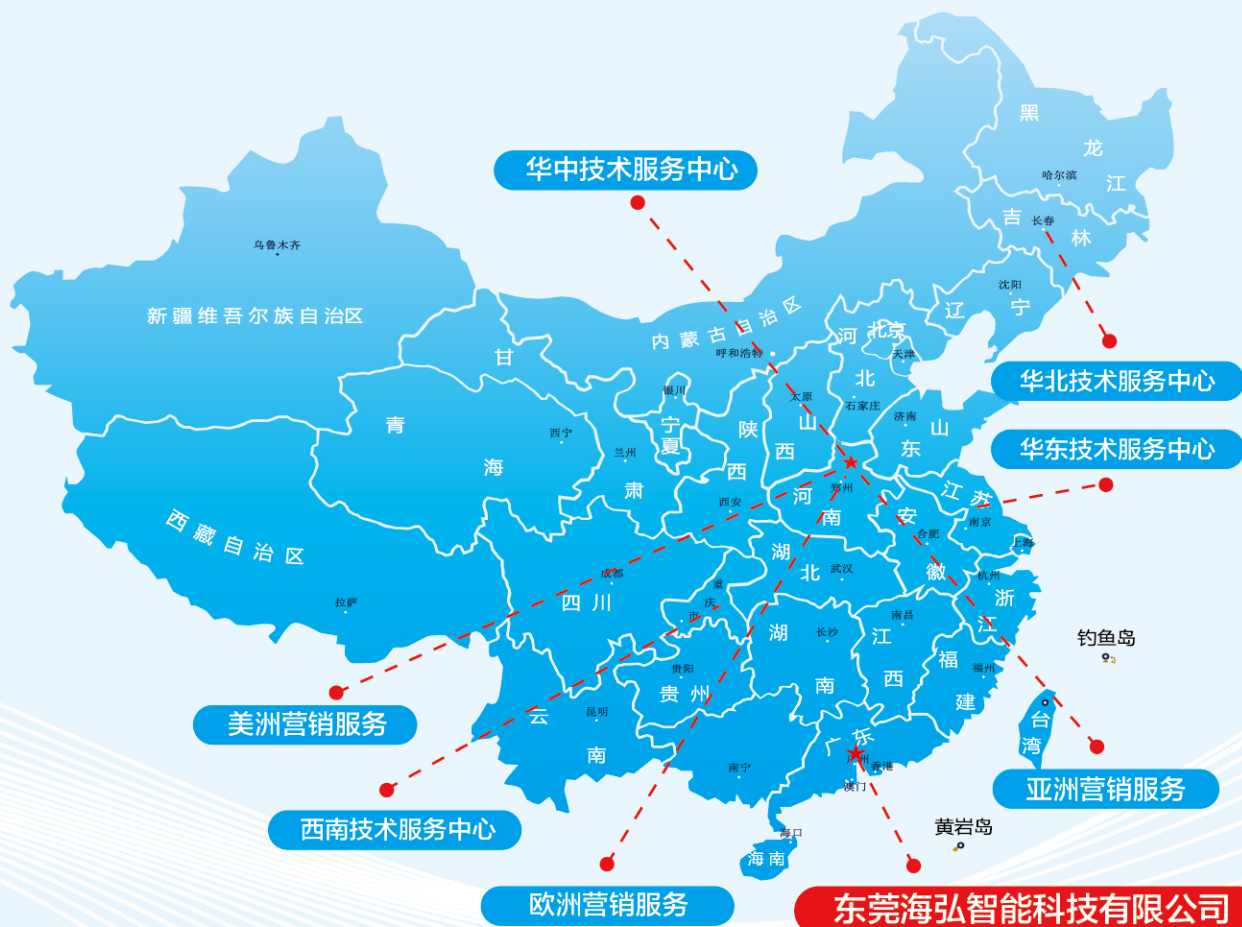 黑龙江
哈尔滨
华中技术服务中心
吉林
长春
乌鲁木齐
沈阳
辽宁
新疆维吾尔族自治区
内蒙古自治区
呼和浩特
河北
北京
天津
甘肃
华北技术服务中心
银川
太原
石家庄
济南
青海
西宁
宁夏
陕西
山西
山东
兰州
华东技术服务中心
西安
河南
郑州
江苏
南京
安徽
合肥
上海
西藏自治区
拉萨
成都
四川
重庆市
湖北
武汉
杭州
浙江
湖南
长沙
江西
南昌
钓鱼岛
福建
福州
贵阳
贵州
云南
昆明
美洲营销服务
台湾
广东
广州
香港
澳门
南宁
亚洲营销服务
西南技术服务中心
黄岩岛
海口
海南
欧洲营销服务
东莞海弘智能科技有限公司